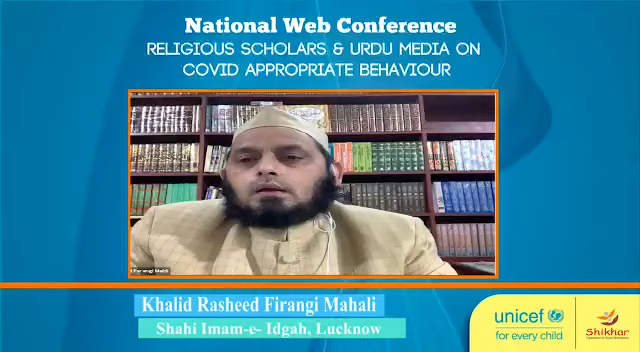 National Web Conference
RELIGIOUS SCHOLARS & URDU MEDIA ON
COVID APPROPRIATE BEHAVIOUR
Farangi Mahli
Khalid Rasheed Firangi Mahali
Shahi Imam-e- Idgah, Lucknow
unicef
for every child
Shikhar